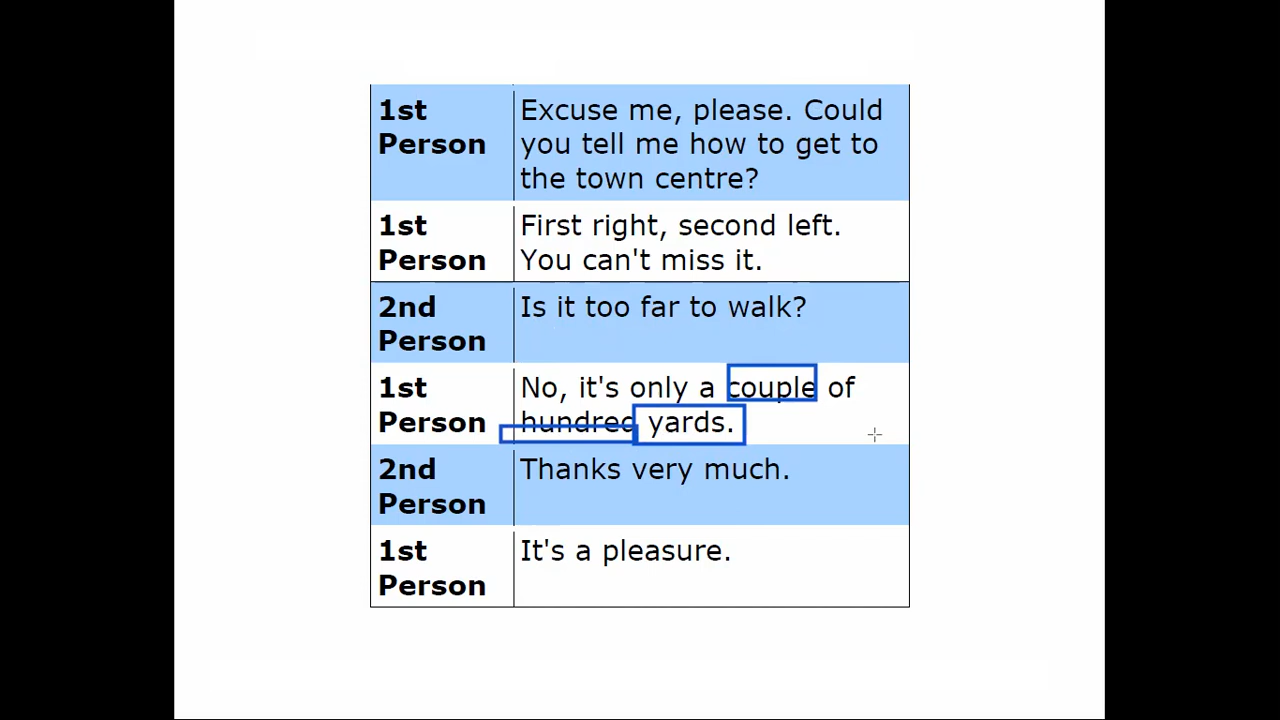 1st
Person
Excuse me, please. Could
you tell me how to get to
the town centre?
1st
Person
First right, second left.
You can't miss it.
2nd
Person
Is it too far to walk?
1st
Person
No, it's only a couple of
hundred yards.
2nd
Person
Thanks very much.
1st
Person
It's a pleasure.